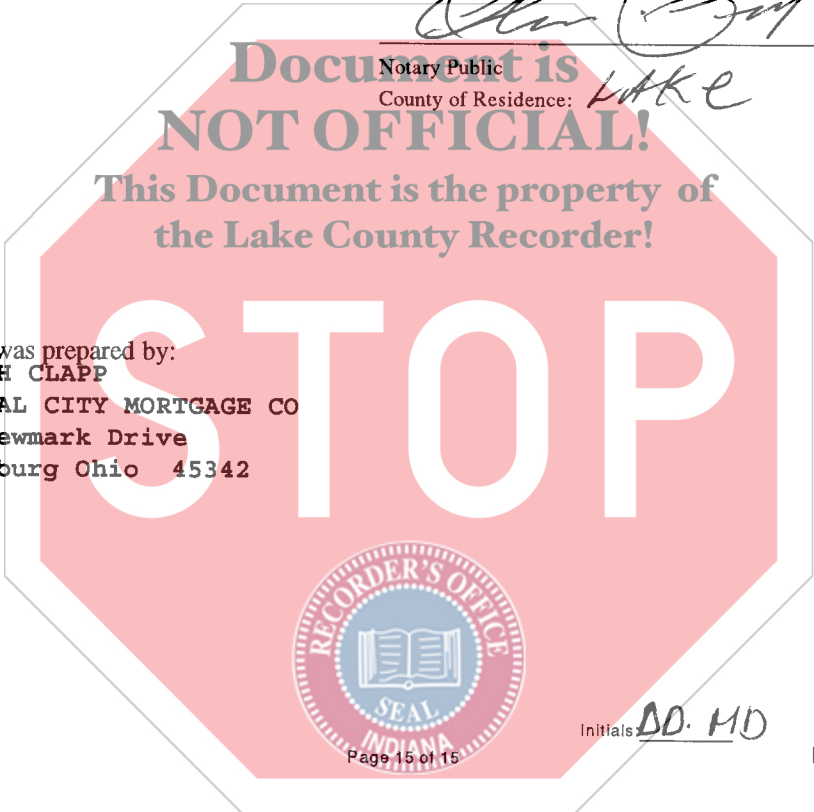 Document is
Notary Public
County of Residence: LAKE
NOT OFFICIAL!
This Document is the property of
the Lake County Recorder!
STOP
was prepared by:
H CLAPP
AL CITY MORTGAGE CO
ewmark Drive
burg Ohio 45342
RECORDER'S OFFICE
SEAL
INDIANA
Initials: DD. MD
Page 15 of 15